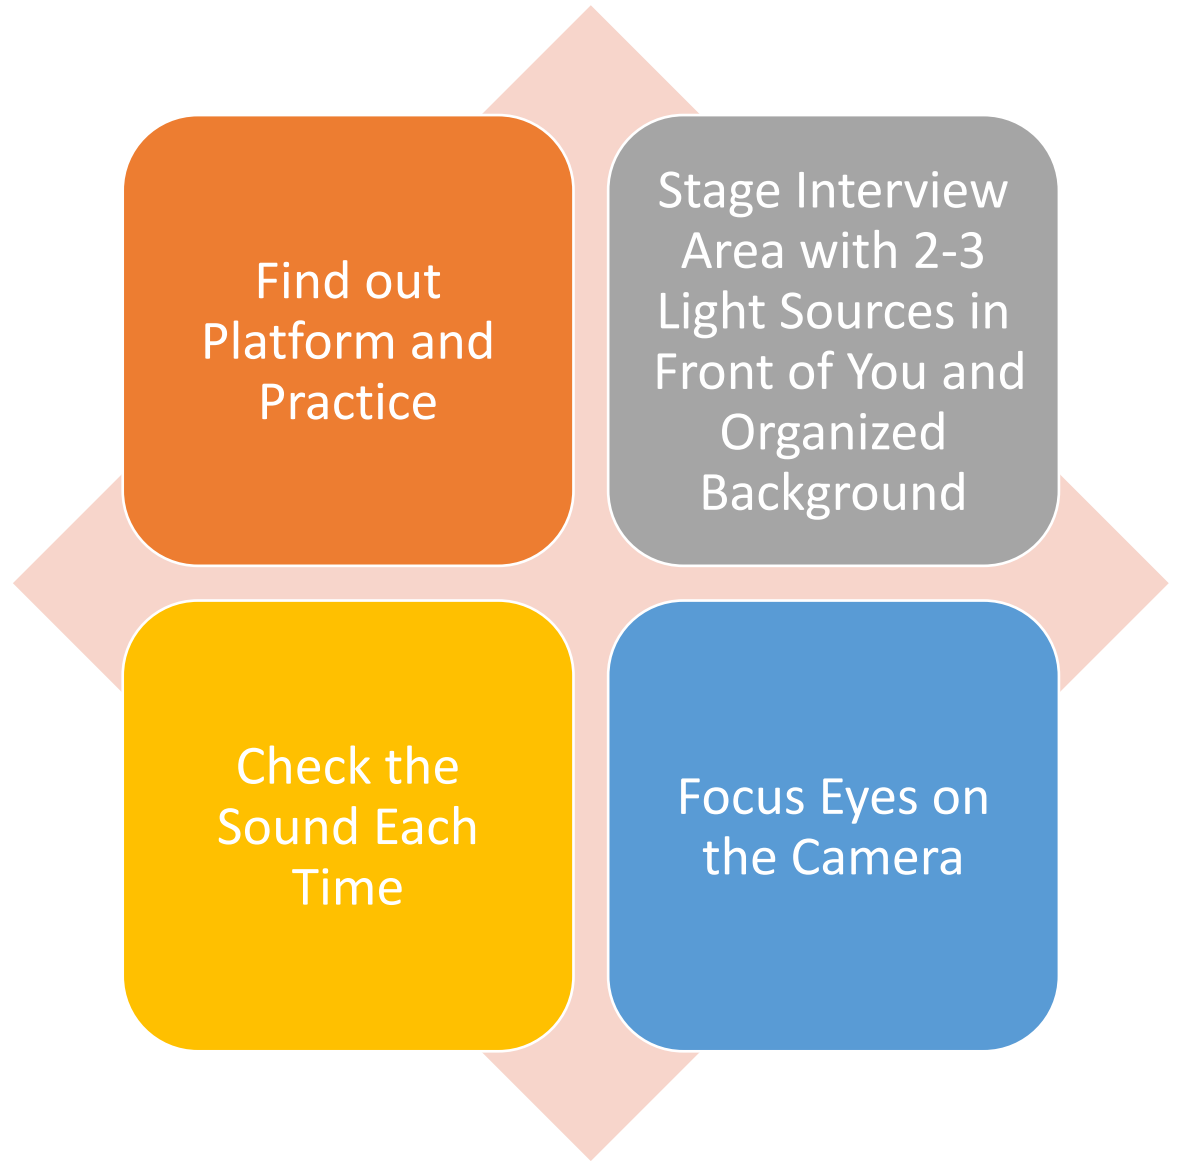 Find out
Platform and
Practice
Stage Interview
Area with 2-3
Light Sources in
Front of You and
Organized
Background
Check the
Sound Each
Time
Focus Eyes on
the Camera